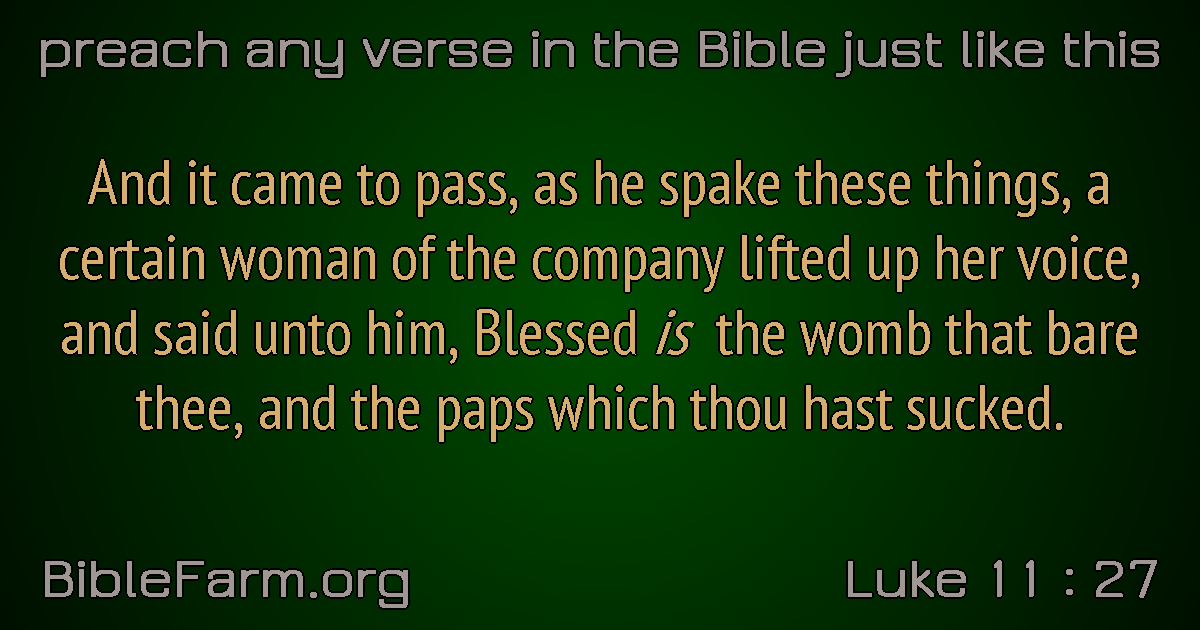 preach any verse in the Bible just like this
And it came to pass, as he spake these things, a
certain woman of the company lifted up her voice,
and said unto him, Blessed is the womb that bare
thee, and the paps which thou hast sucked.
BibleFarm.org
Luke 11 : 27